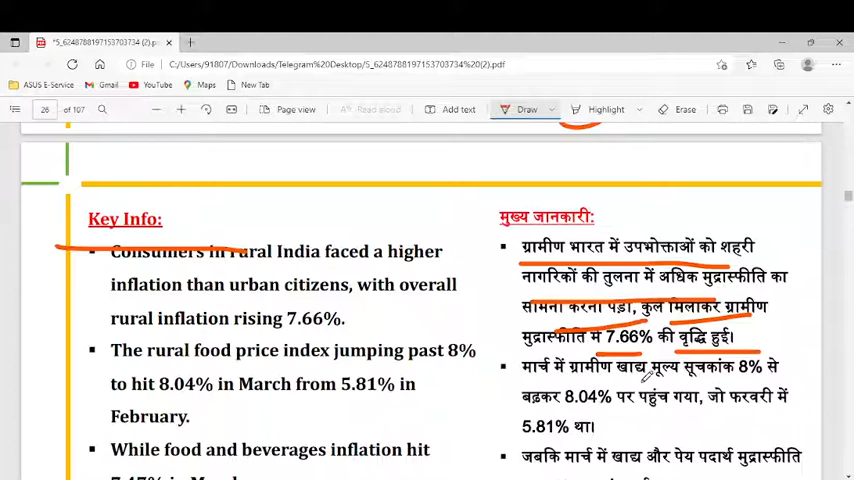 *5_6248788197153703734 (2).pdf
File
C:/Users/91807/Downloads/Telegram%20Desktop/5_6248788197153703734%20(2).pdf
ASUS E-Service
Gmail
YouTube
Maps
New Tab
26 of 107
Page view
Read aloud
Add text
Draw
Highlight
Erase
Key Info:
▪ Consumers in rural India faced a higher
inflation than urban citizens, with overall
rural inflation rising 7.66%.
▪ The rural food price index jumping past 8%
to hit 8.04% in March from 5.81% in
February.
▪ While food and beverages inflation hit
7.47% in March
मुख्य जानकारी:
▪ ग्रामीण भारत में उपभोक्ताओं को शहरी
नागरिकों की तुलना में अधिक मुद्रास्फीति का
सामना करना पड़ा, कुल मिलाकर ग्रामीण
मुद्रास्फीति में 7.66% की वृद्धि हुई।
▪ मार्च में ग्रामीण खाद्य मूल्य सूचकांक 8% से
बढ़कर 8.04% पर पहुंच गया, जो फरवरी में
5.81% था।
▪ जबकि मार्च में खाद्य और पेय पदार्थ मुद्रास्फीति